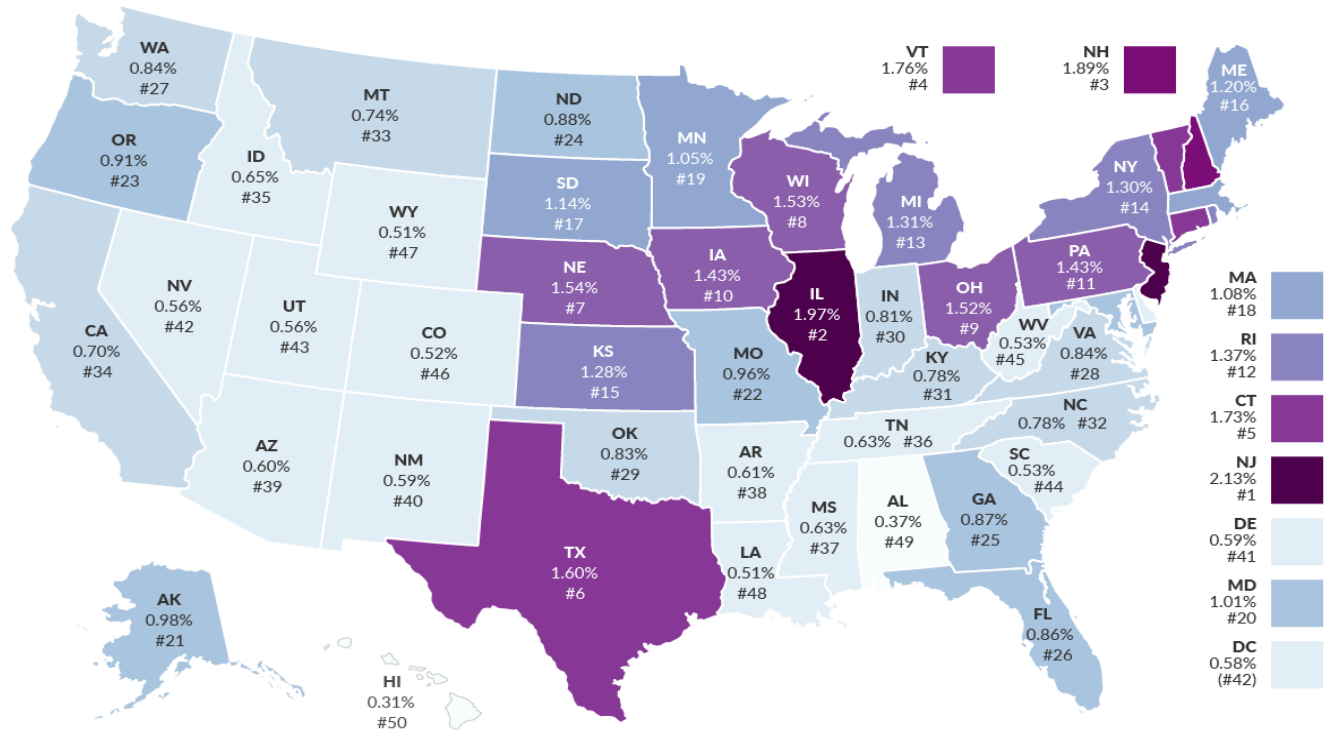 WA
0.84%
#27
MT
0.74%
#33
ND
0.88%
#24
MN
1.05%
#19
VT
1.76%
#4
NH
1.89%
#3
ME
1.20%
#16
OR
0.91%
#23
ID
0.65%
#35
WY
0.51%
#47
SD
1.14%
#17
WI
1.53%
#8
MI
1.31%
#13
NY
1.30%
#14
NV
0.56%
#42
UT
0.56%
#43
CO
0.52%
#46
NE
1.54%
#7
IA
1.43%
#10
IL
1.97%
#2
IN
0.81%
#30
OH
1.52%
#9
PA
1.43%
#11
CA
0.70%
#34
KS
1.28%
#15
MO
0.96%
#22
KY
0.78%
#31
WV
0.53%
#45
VA
0.84%
#28
AZ
0.60%
#39
NM
0.59%
#40
OK
0.83%
#29
AR
0.61%
#38
TN
0.63% #36
NC
0.78% #32
SC
0.53%
#44
TX
1.60%
#6
LA
0.51%
#48
MS
0.63%
#37
AL
0.37%
#49
GA
0.87%
#25
FL
0.86%
#26
AK
0.98%
#21
HI
0.31%
#50
MA
1.08%
#18
RI
1.37%
#12
CT
1.73%
#5
NJ
2.13%
#1
DE
0.59%
#41
MD
1.01%
#20
DC
0.58%
(#42)